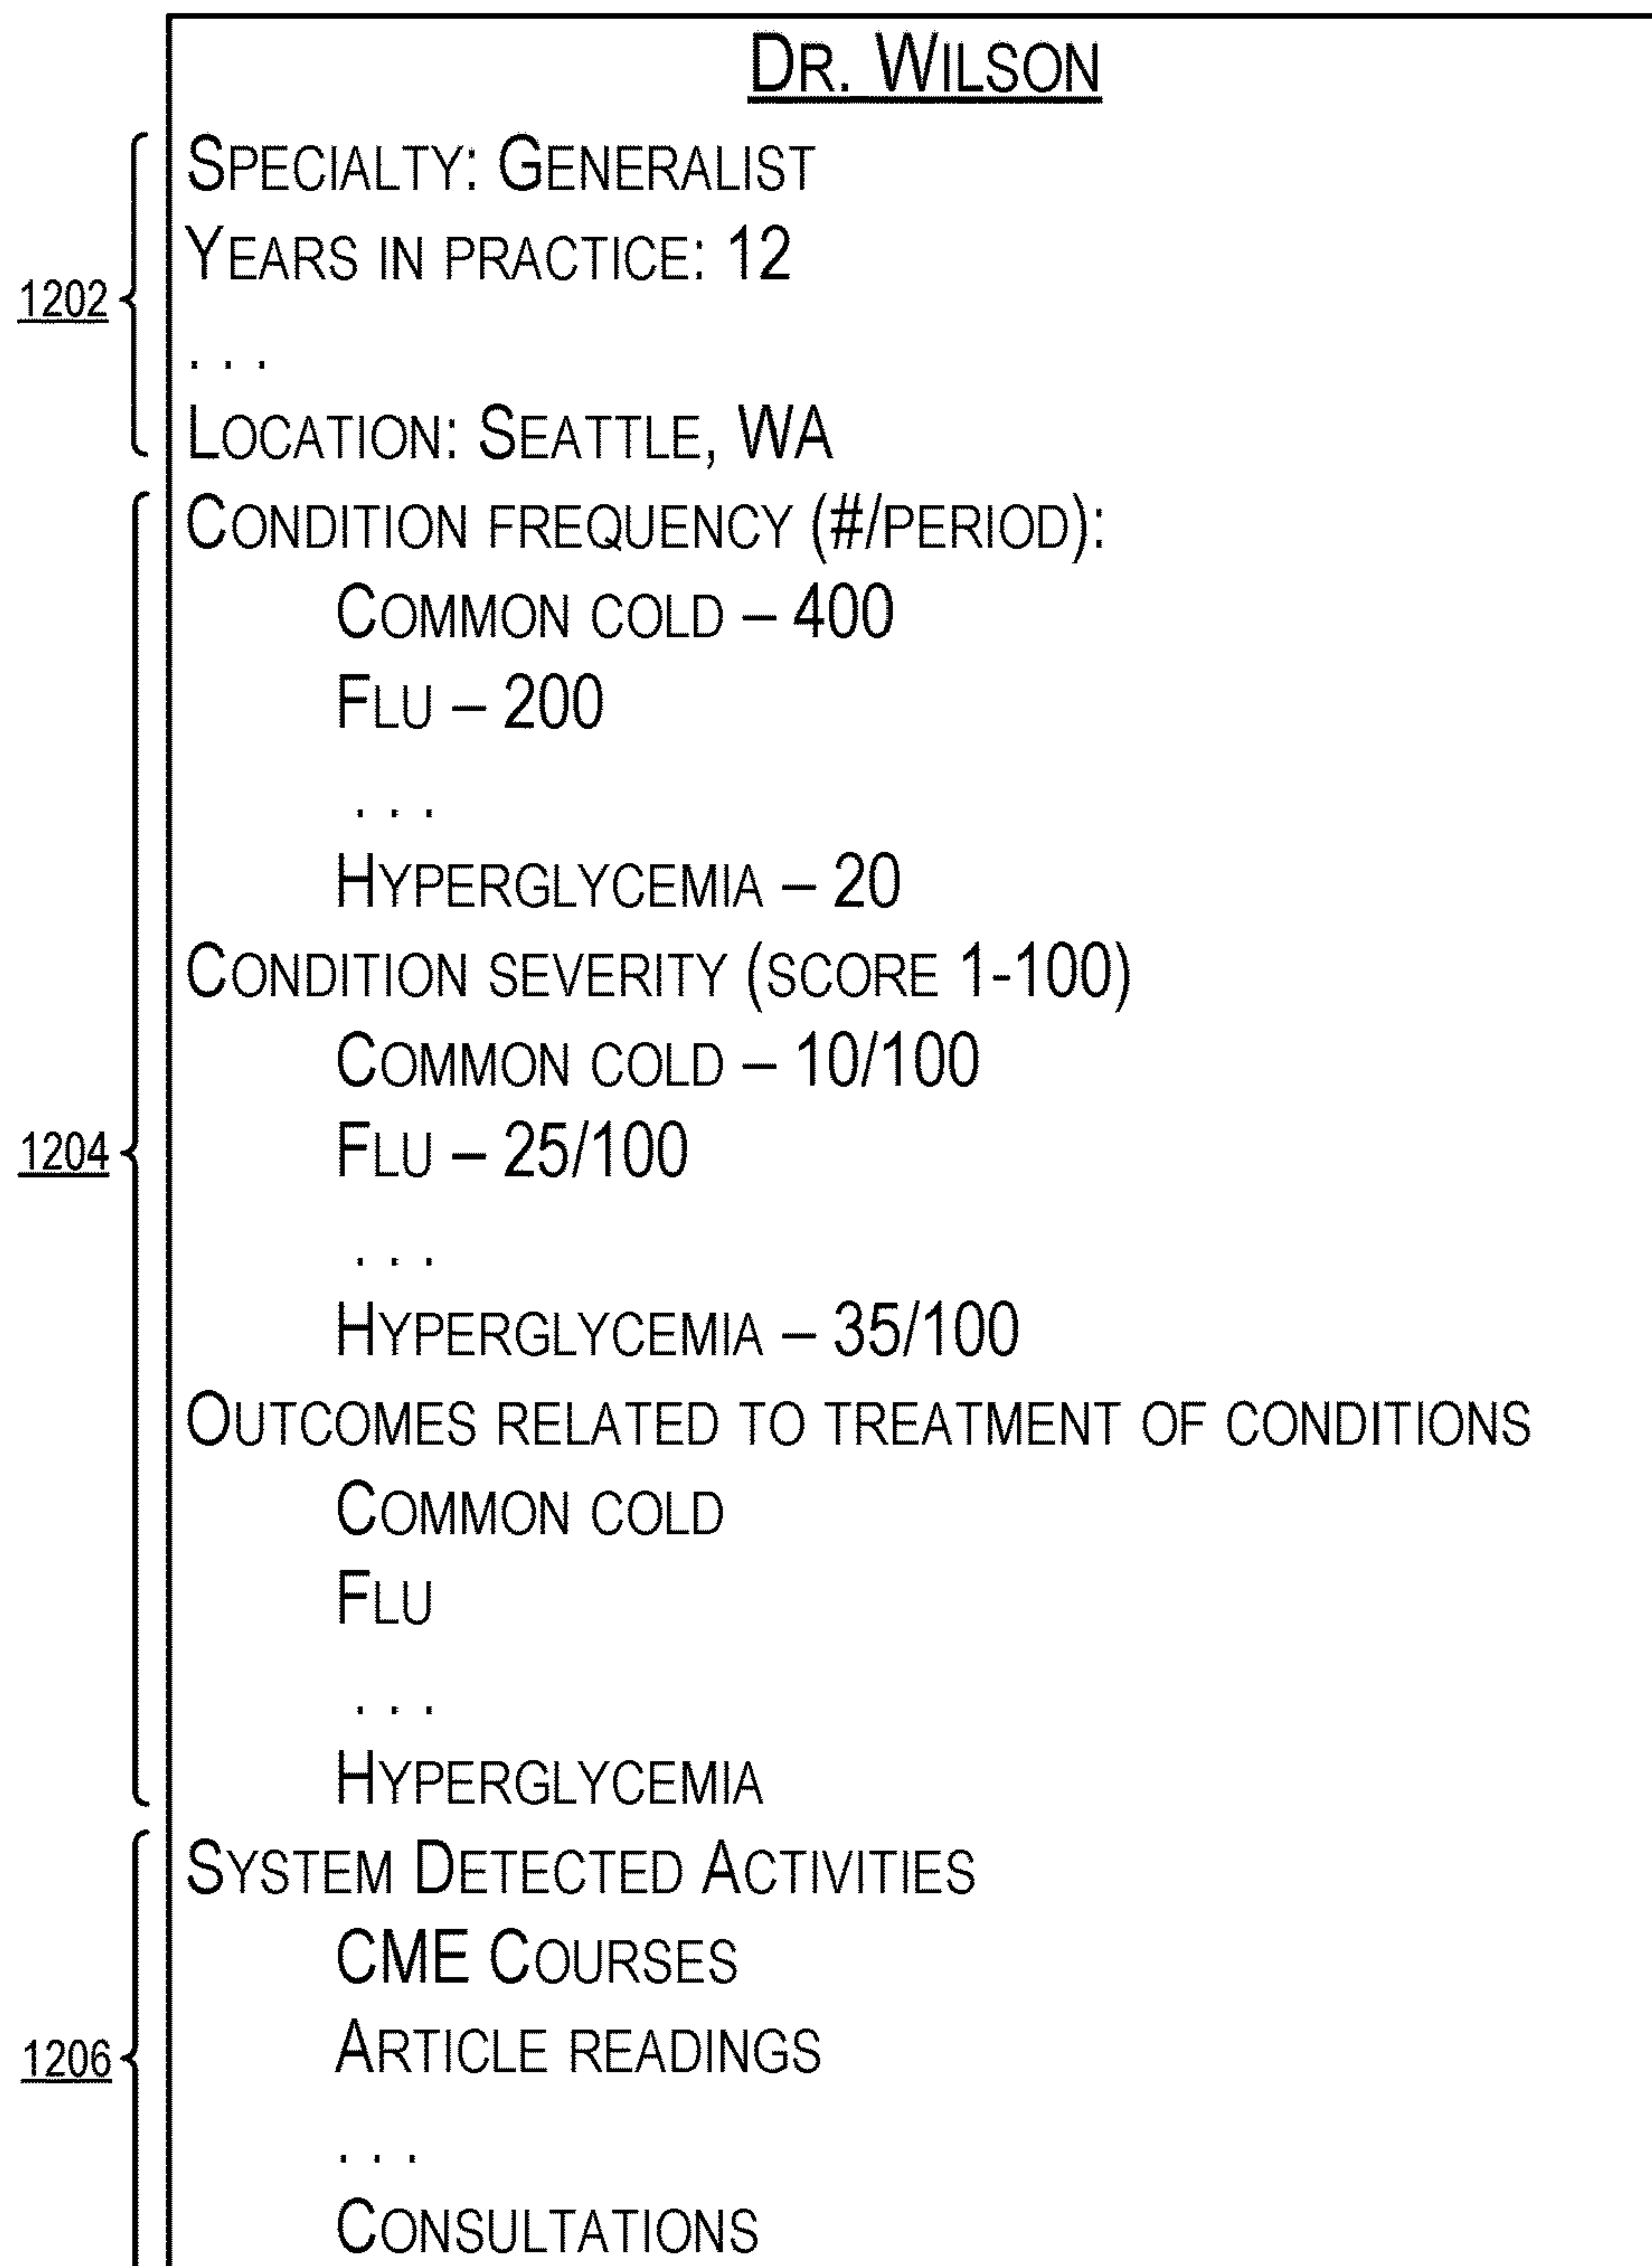 DR. WILSON
SPECIALTY: GENERALIST
YEARS IN PRACTICE: 12
1202
. . .
LOCATION: SEATTLE, WA
CONDITION FREQUENCY (#/PERIOD):
COMMON COLD – 400
FLU – 200
. . .
HYPERGLYCEMIA – 20
CONDITION SEVERITY (SCORE 1-100)
COMMON COLD – 10/100
1204
FLU – 25/100
. . .
HYPERGLYCEMIA – 35/100
OUTCOMES RELATED TO TREATMENT OF CONDITIONS
COMMON COLD
FLU
. . .
HYPERGLYCEMIA
SYSTEM DETECTED ACTIVITIES
CME COURSES
1206
ARTICLE READINGS
. . .
CONSULTATIONS